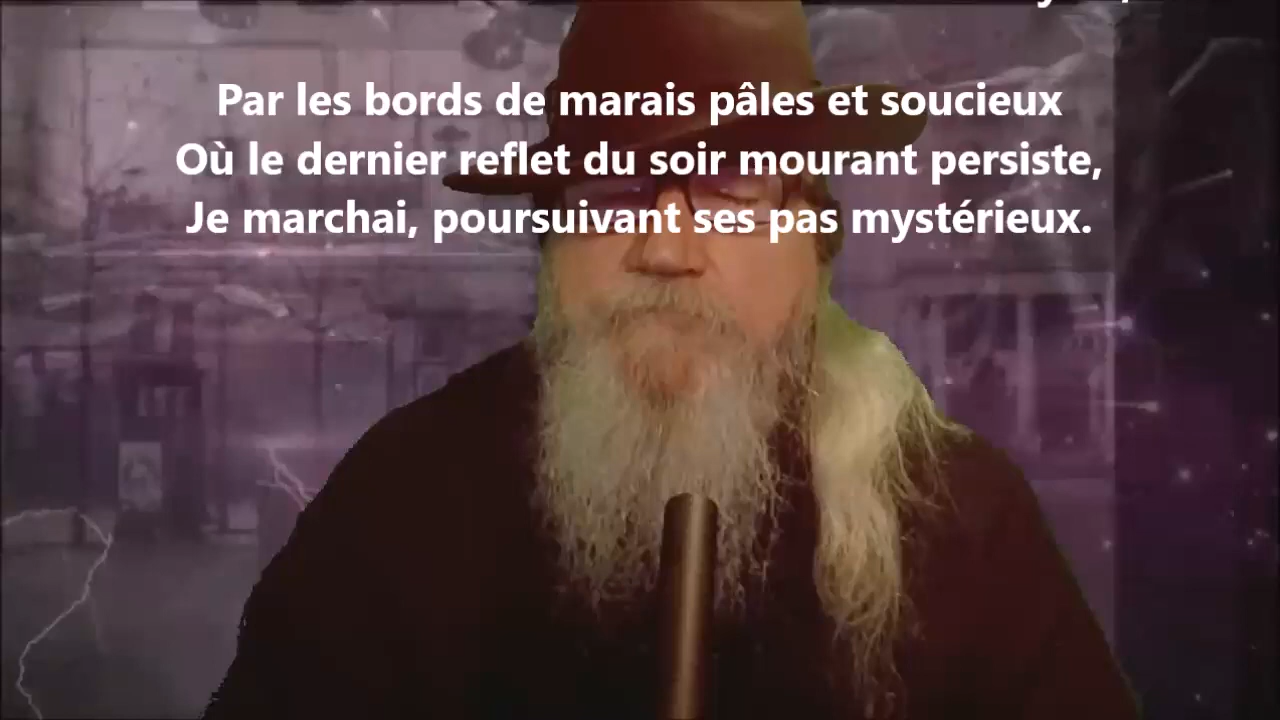 Par les bords de marais pâles et soucieux
Où le dernier reflet du soir mourant persiste,
Je marchai, poursuivant ses pas mystérieux.